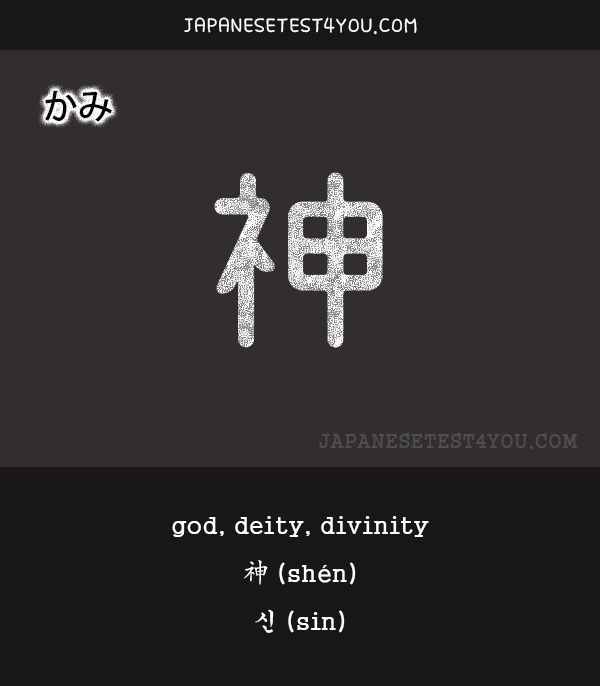 JAPANESETEST4YOU.COM
かみ
神
JAPANESETEST4YOU.COM
god, deity, divinity
神 (shén)
신 (sin)